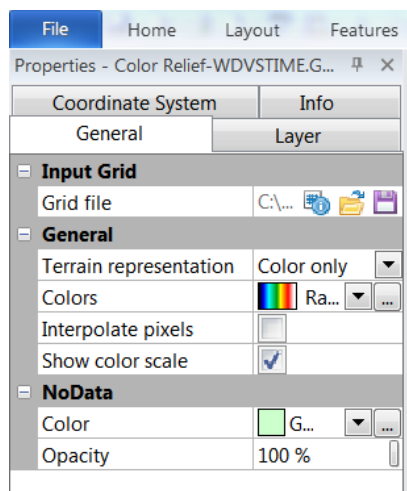 File Home Layout Features
Properties - Color Relief-WDVSTIME.G...
Coordinate System Info
General Layer
Input Grid
Grid file C:\...
General
Terrain representation Color only
Colors Ra... ...
Interpolate pixels
Show color scale
NoData
Color G... ...
Opacity 100 %